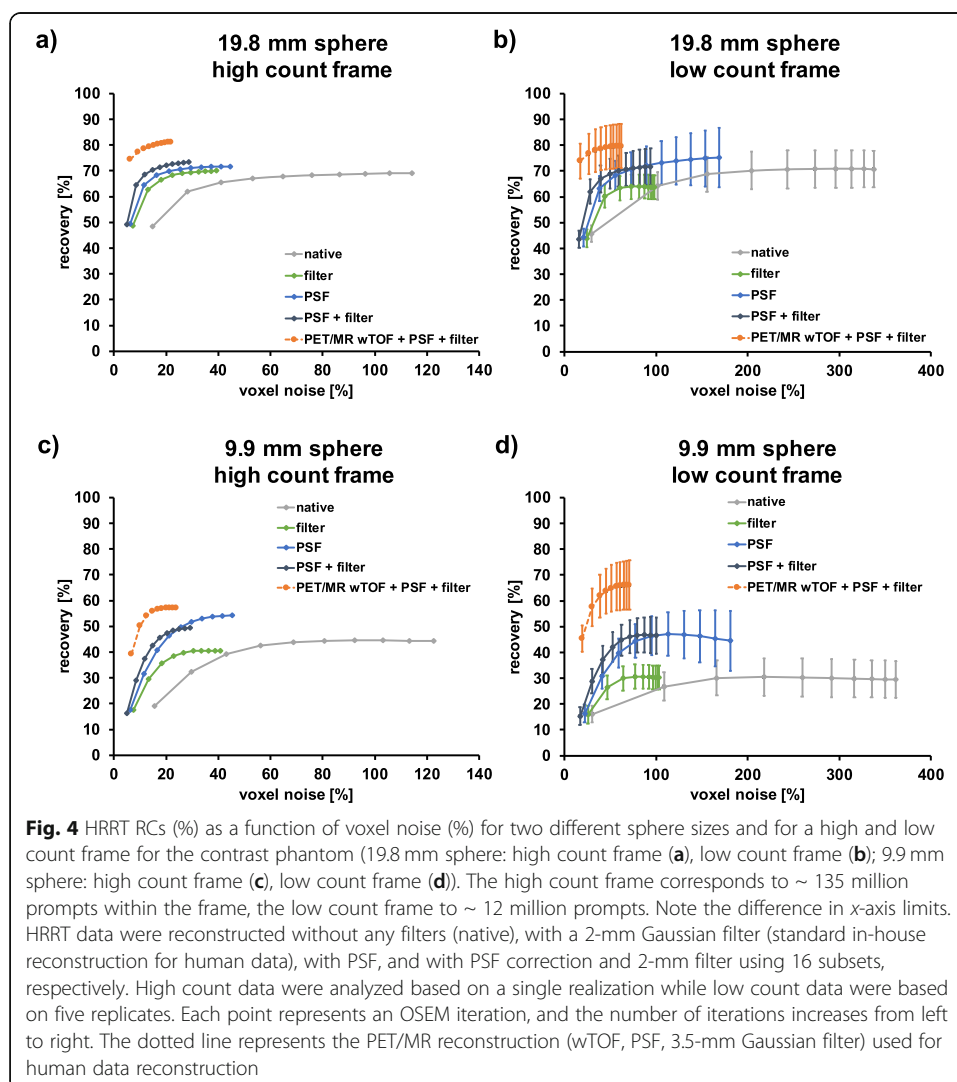 a)
19.8 mm sphere
high count frame
100
90
80
70
60
50
40
30
20
10
0
recovery [%]
native
filter
PSF
PSF + filter
PET/MR wTOF + PSF + filter
0 20 40 60 80 100 120 140
voxel noise [%]
b)
19.8 mm sphere
low count frame
100
90
80
70
60
50
40
30
20
10
0
recovery [%]
native
filter
PSF
PSF + filter
PET/MR wTOF + PSF + filter
0 100 200 300 400
voxel noise [%]
c)
9.9 mm sphere
high count frame
100
90
80
70
60
50
40
30
20
10
0
recovery [%]
native
filter
PSF
PSF + filter
PET/MR wTOF + PSF + filter
0 20 40 60 80 100 120 140
voxel noise [%]
d)
9.9 mm sphere
low count frame
100
90
80
70
60
50
40
30
20
10
0
recovery [%]
native
filter
PSF
PSF + filter
PET/MR wTOF + PSF + filter
0 100 200 300 400
voxel noise [%]
Fig. 4 HRRT RCs (%) as a function of voxel noise (%) for two different sphere sizes and for a high and low
count frame for the contrast phantom (19.8 mm sphere: high count frame (a), low count frame (b); 9.9 mm
sphere: high count frame (c), low count frame (d)). The high count frame corresponds to ~ 135 million
prompts within the frame, the low count frame to ~ 12 million prompts. Note the difference in x-axis limits.
HRRT data were reconstructed without any filters (native), with a 2-mm Gaussian filter (standard in-house
reconstruction for human data), with PSF, and with PSF correction and 2-mm filter using 16 subsets,
respectively. High count data were analyzed based on a single realization while low count data were based
on five replicates. Each point represents an OSEM iteration, and the number of iterations increases from left
to right. The dotted line represents the PET/MR reconstruction (wTOF, PSF, 3.5-mm Gaussian filter) used for
human data reconstruction